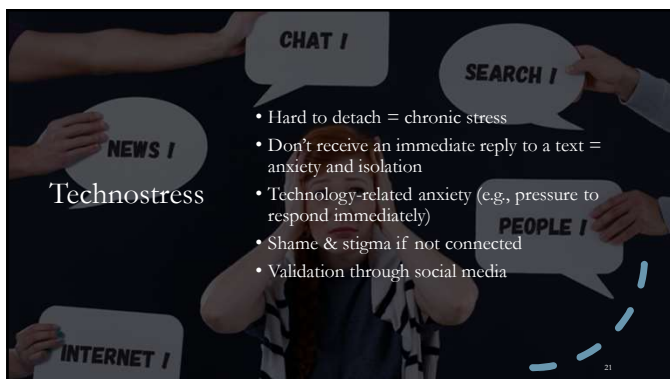 CHAT !
SEARCH !
NEWS !
Technostress
• Hard to detach = chronic stress
• Don't receive an immediate reply to a text =
anxiety and isolation
• Technology-related anxiety (e.g., pressure to
respond immediately)
• Shame & stigma if not connected
• Validation through social media
PEOPLE !
INTERNET !
21